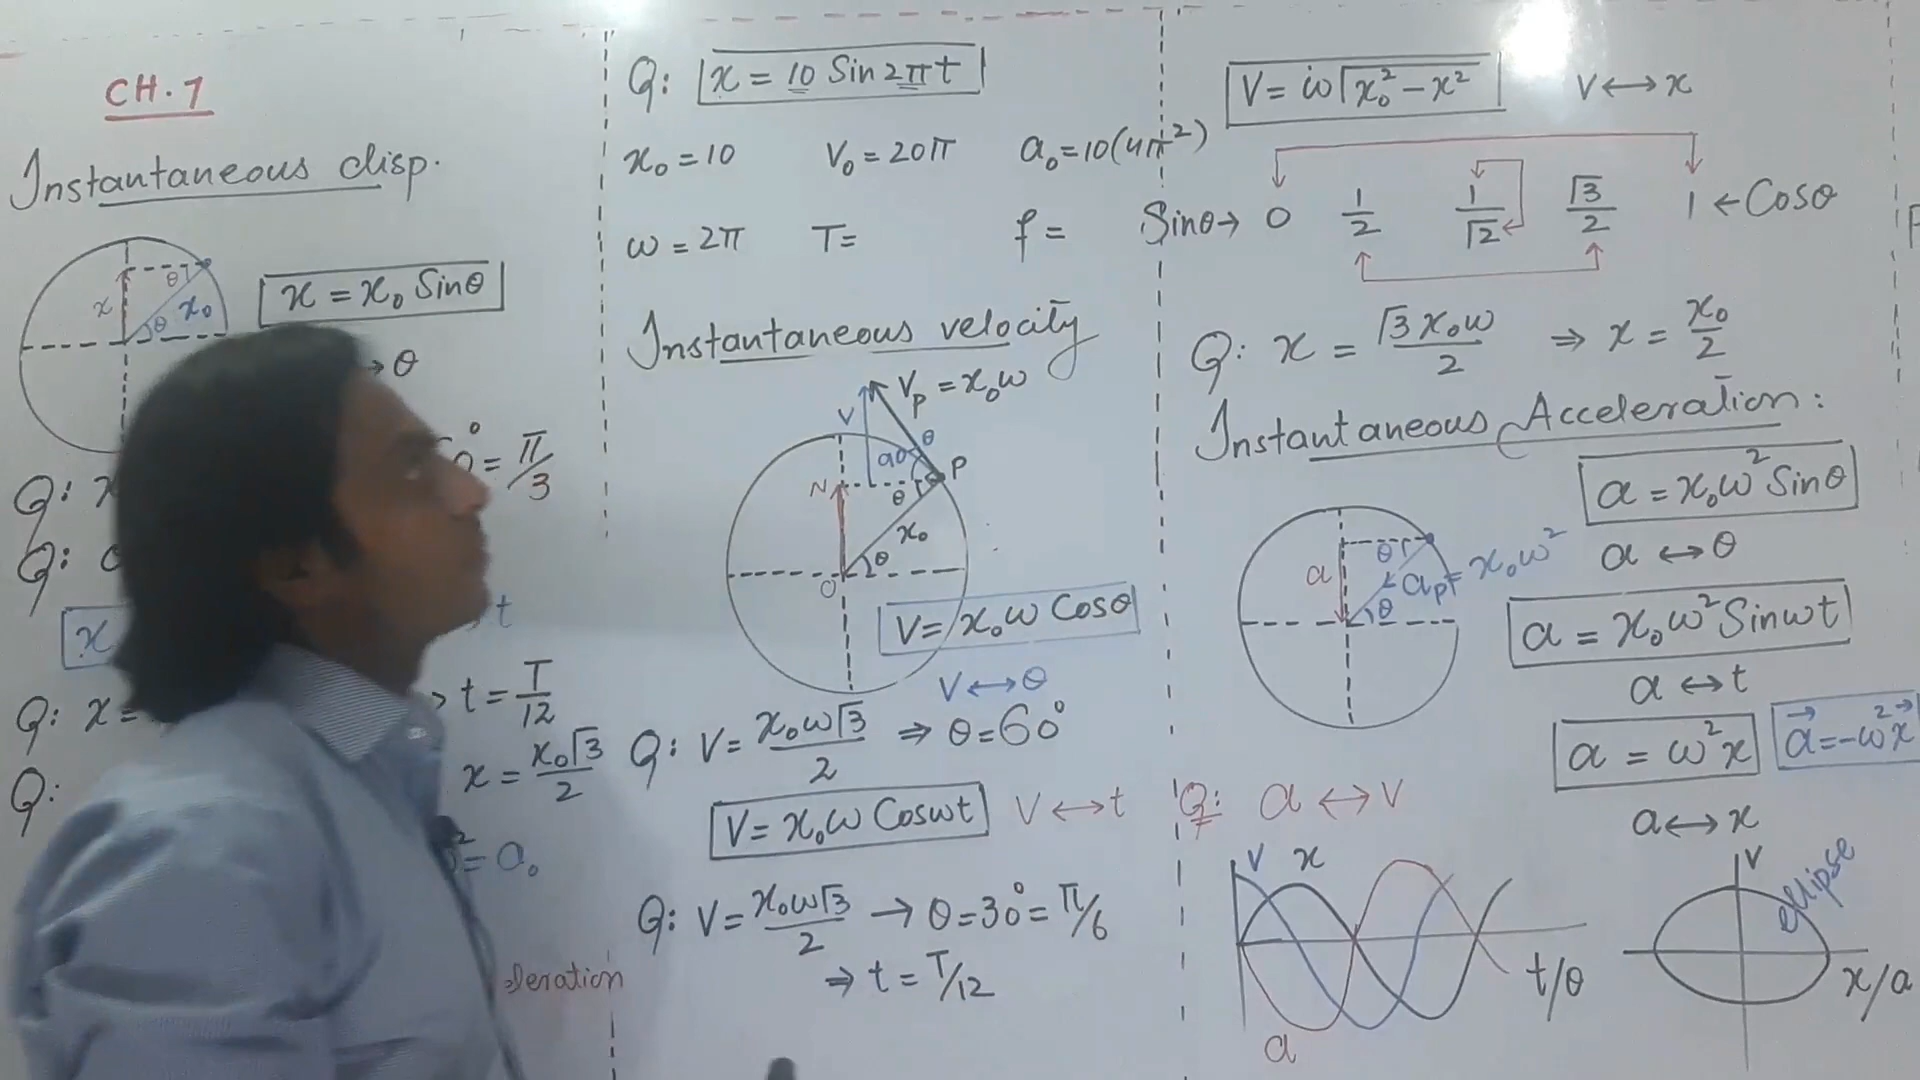 CH. 7
Instantaneous disp.
x
θ
θ
x₀
x = x₀ Sinθ
→ θ
Q: x
° = π/3
Q:
x
t
Q: x =
→ t = T/12
Q:
x = x₀√3/2
² = a₀
leration
Q: x = 10 Sin 2πt
x₀ = 10 V₀ = 20π a₀ = 10(4π²)
ω = 2π T = f =
Instantaneous velocity
V Vₚ = x₀ω
θ
90
N θ P
x₀
θ
O
V = x₀ω Cosθ
V ↔ θ
Q: V = x₀ω√3/2 ⇒ θ = 60°
V = x₀ω Cosωt V ↔ t
Q: V = x₀ω√3/2 → θ = 30° = π/6
⇒ t = T/12
V = ω√x₀² − x² V ↔ x
Sinθ → 0 1/2 1/√2 √3/2 1 ← Cosθ
Q: x = √3 x₀ω/2 ⇒ x = x₀/2
Instantaneous Acceleration:
a = x₀ω² Sinθ
a ↔ θ
θ
a aₚ = x₀ω²
θ
a = x₀ω² Sinωt
a ↔ t
a = ω²x a⃗ = −ω²x⃗
a ↔ x
Q: a ↔ V
V x
t/θ
a
V
ellipse
x/a